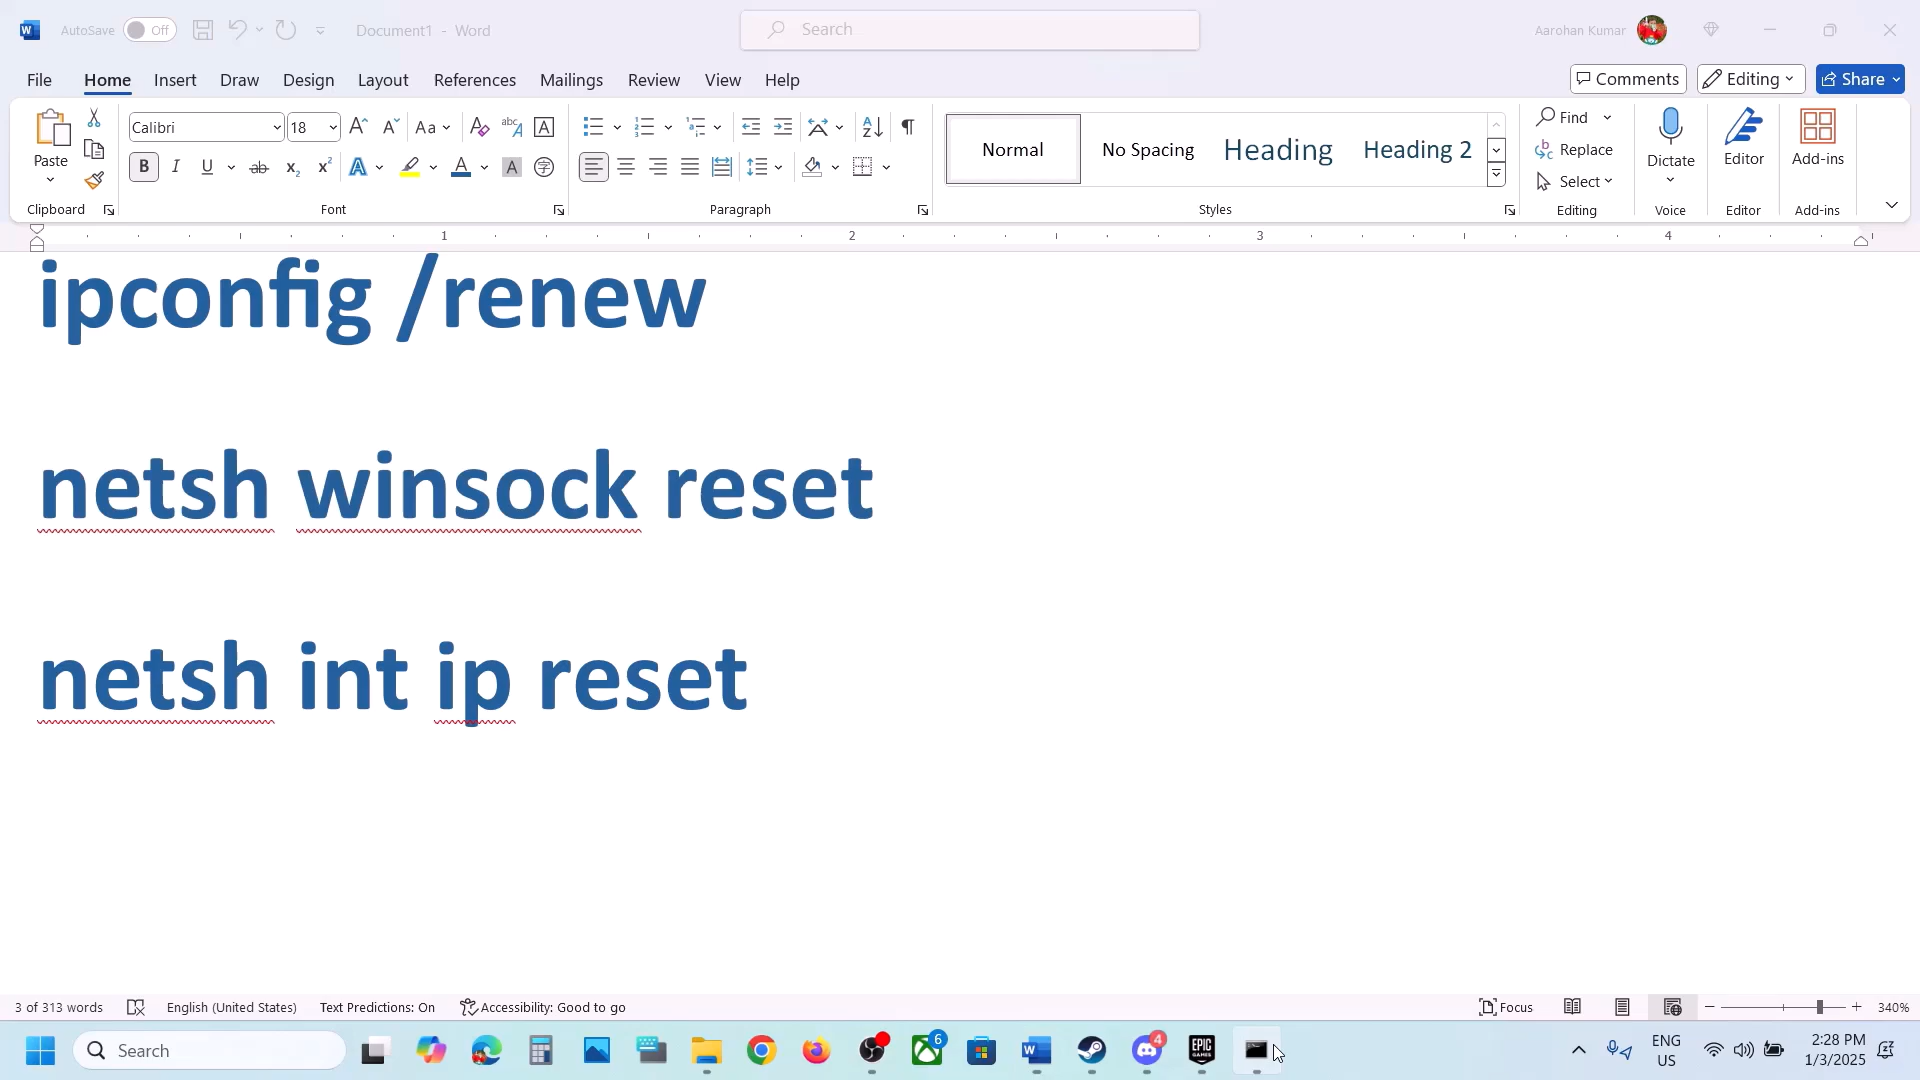 AutoSave Off Document1 - Word Search Aarohan Kumar
File Home Insert Draw Design Layout References Mailings Review View Help Comments Editing Share
Paste Calibri 18 Aa Normal No Spacing Heading Heading 2 Find Replace Select Dictate Editor Add-ins
Clipboard Font Paragraph Styles Editing Voice Editor Add-ins
1 2 3 4
ipconfig /renew
netsh winsock reset
netsh int ip reset
3 of 313 words English (United States) Text Predictions: On Accessibility: Good to go Focus 340%
Search 6 4 EPIC GAMES ENG US 2:28 PM 1/3/2025